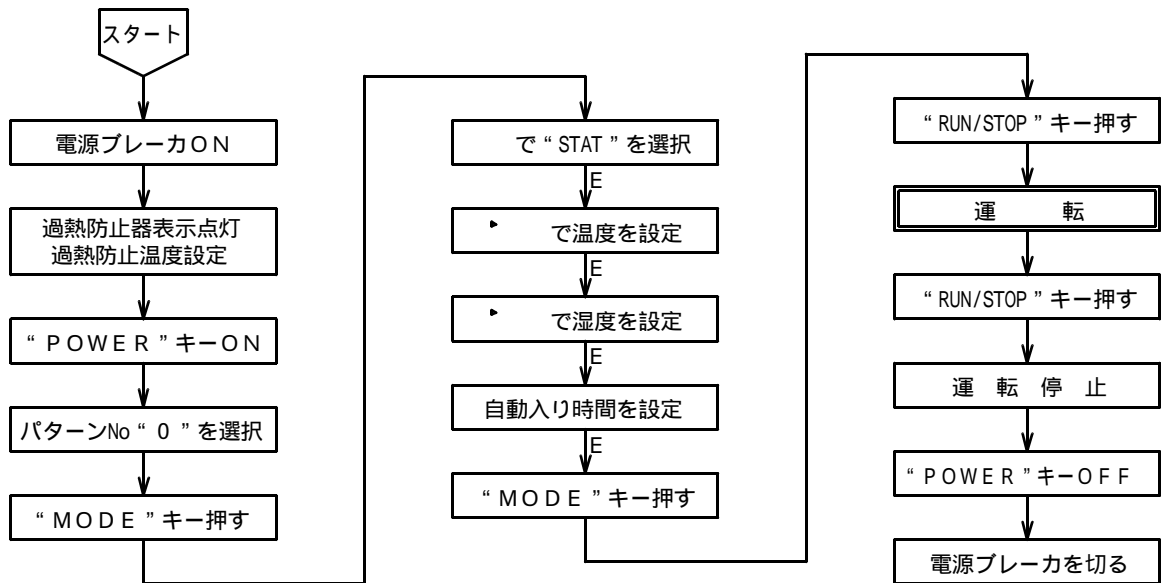 スタート
電源ブレーカON
過熱防止器表示点灯
過熱防止温度設定
“POWER”キーON
パターンNo“0”を選択
“MODE”キー押す
で“STAT”を選択
E
で温度を設定
E
で湿度を設定
E
自動入り時間を設定
E
“MODE”キー押す
“RUN/STOP”キー押す
運 転
“RUN/STOP”キー押す
運 転 停 止
“POWER”キーOFF
電源ブレーカを切る